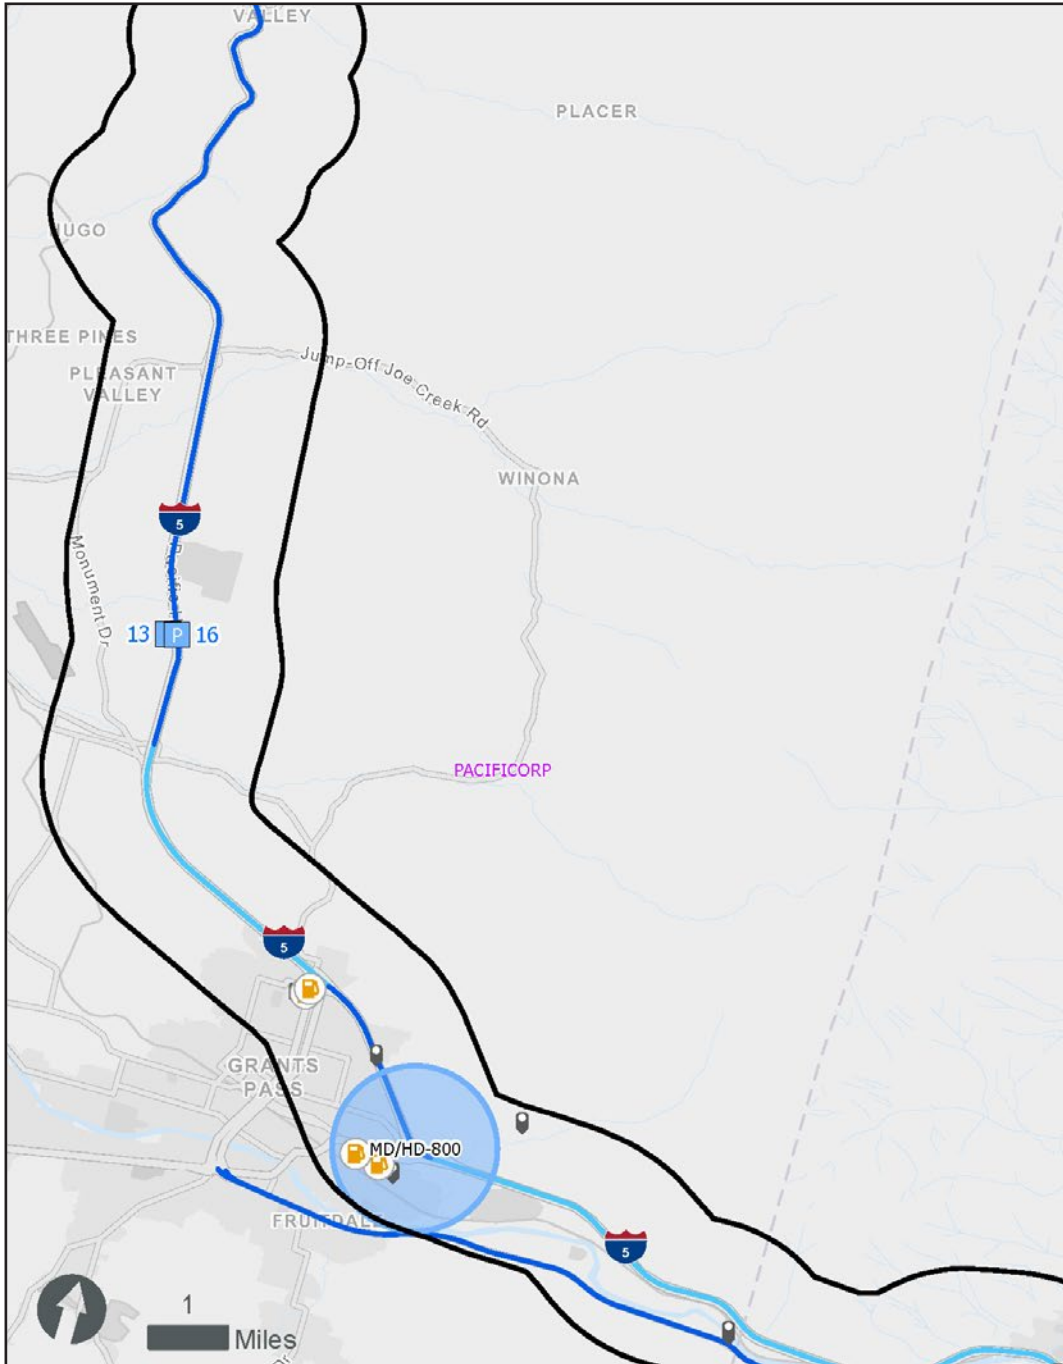 VALLEY
PLACER
HUGO
THREE PINES
PLEASANT
VALLEY
Jump-Off Joe Creek Rd
WINONA
5
Monument Dr
13 P 16
PACIFICORP
5
GRANTS
PASS
MD/HD-800
FRUITDALE
5
1
Miles